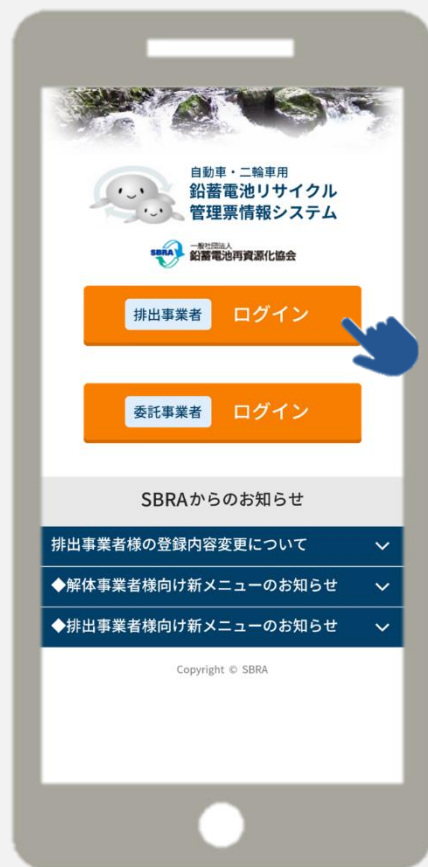 自動車・二輪車用
鉛蓄電池リサイクル
管理票情報システム
SBRA
一般社団法人
鉛蓄電池再資源化協会
排出事業者 ログイン
委託事業者 ログイン
SBRAからのお知らせ
排出事業者様の登録内容変更について
◆解体事業者様向け新メニューのお知らせ
◆排出事業者様向け新メニューのお知らせ
Copyright © SBRA